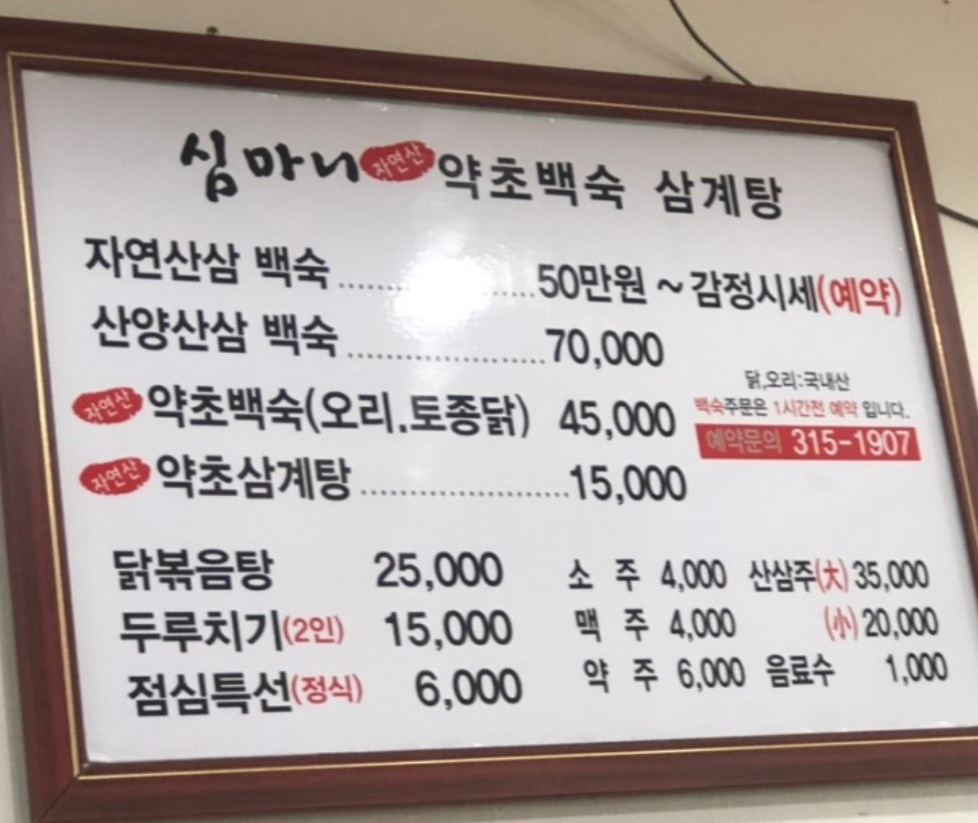 심마니 자연산 약초백숙 삼계탕
자연산삼 백숙 ........................ 50만원 ~ 감정시세(예약)
산양산삼 백숙 ........................ 70,000
자연산 약초백숙(오리.토종닭) 45,000
자연산 약초삼계탕 ........................ 15,000
닭,오리:국내산
백숙주문은 1시간전 예약 입니다.
예약문의 315-1907
닭볶음탕 25,000
두루치기(2인) 15,000
점심특선(정식) 6,000
소 주 4,000 산삼주(大) 35,000
맥 주 4,000 (小) 20,000
약 주 6,000 음료수 1,000